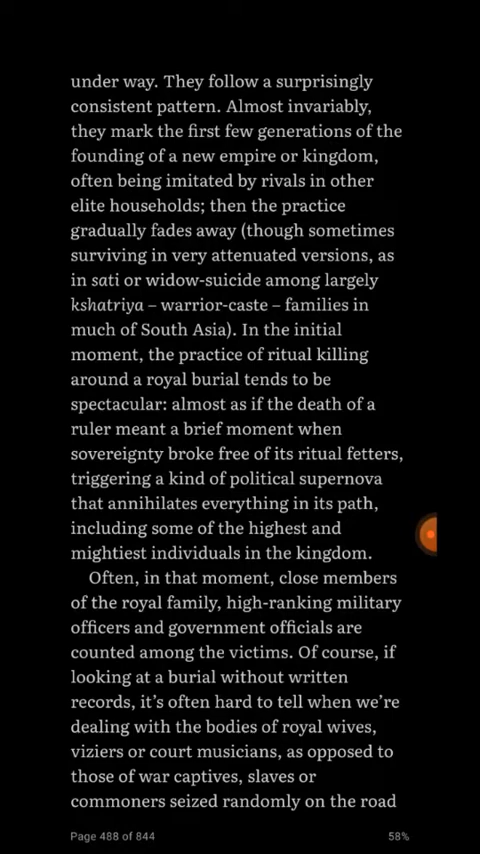 under way. They follow a surprisingly
consistent pattern. Almost invariably,
they mark the first few generations of the
founding of a new empire or kingdom,
often being imitated by rivals in other
elite households; then the practice
gradually fades away (though sometimes
surviving in very attenuated versions, as
in sati or widow-suicide among largely
kshatriya – warrior-caste – families in
much of South Asia). In the initial
moment, the practice of ritual killing
around a royal burial tends to be
spectacular: almost as if the death of a
ruler meant a brief moment when
sovereignty broke free of its ritual fetters,
triggering a kind of political supernova
that annihilates everything in its path,
including some of the highest and
mightiest individuals in the kingdom.
Often, in that moment, close members
of the royal family, high-ranking military
officers and government officials are
counted among the victims. Of course, if
looking at a burial without written
records, it’s often hard to tell when we’re
dealing with the bodies of royal wives,
viziers or court musicians, as opposed to
those of war captives, slaves or
commoners seized randomly on the road
Page 488 of 844 58%